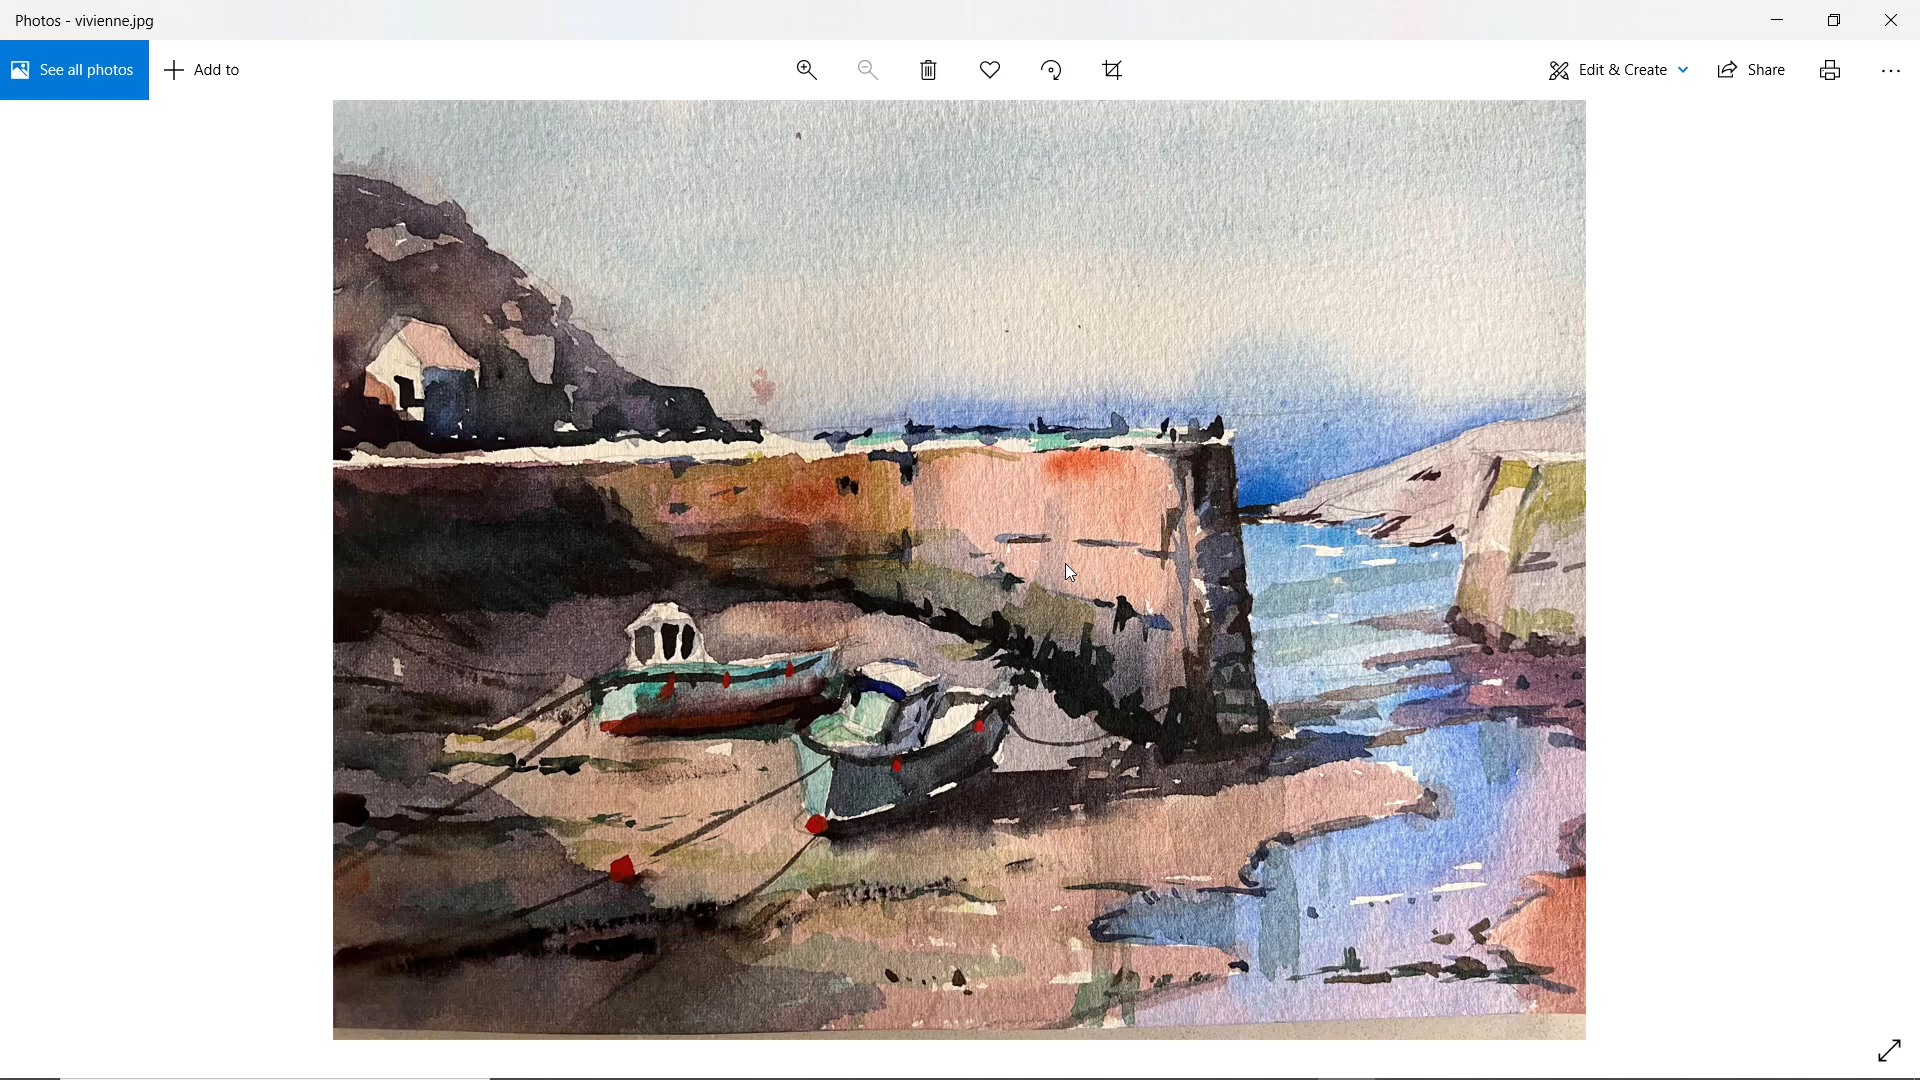 Photos - vivienne.jpg
See all photos
Add to
Edit & Create
Share